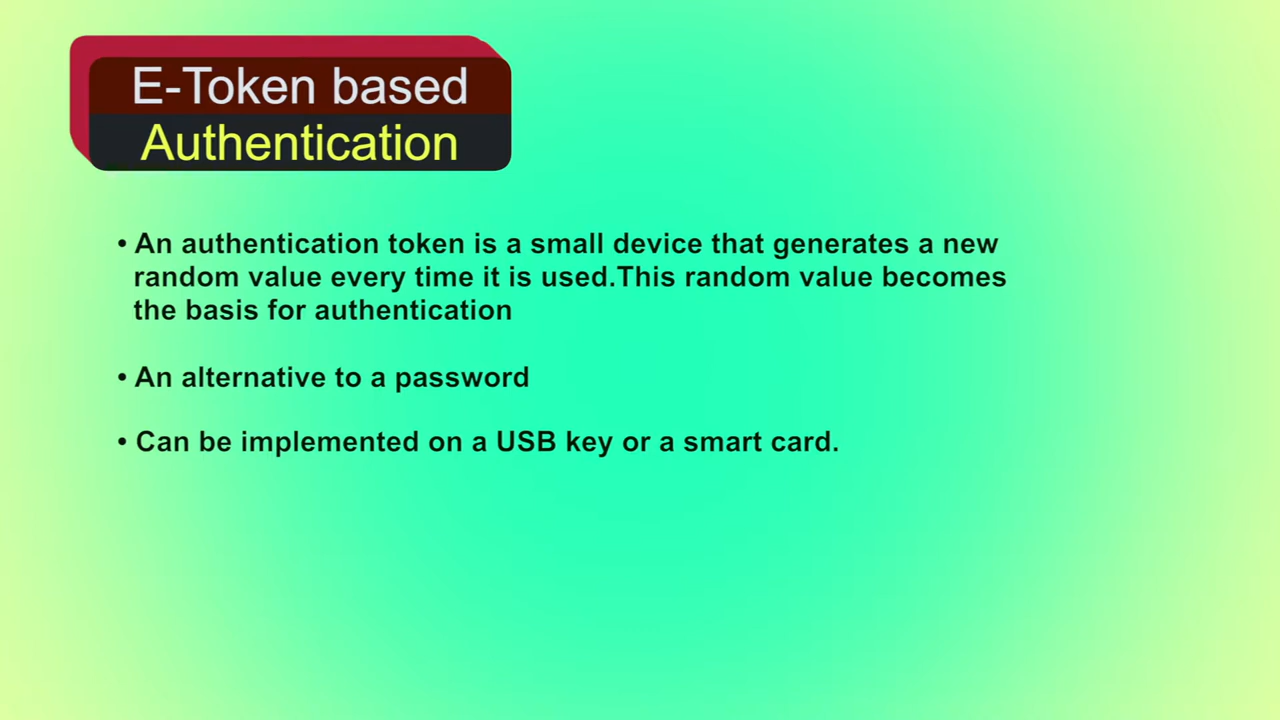 E-Token based
Authentication
• An authentication token is a small device that generates a new
random value every time it is used.This random value becomes
the basis for authentication
• An alternative to a password
• Can be implemented on a USB key or a smart card.